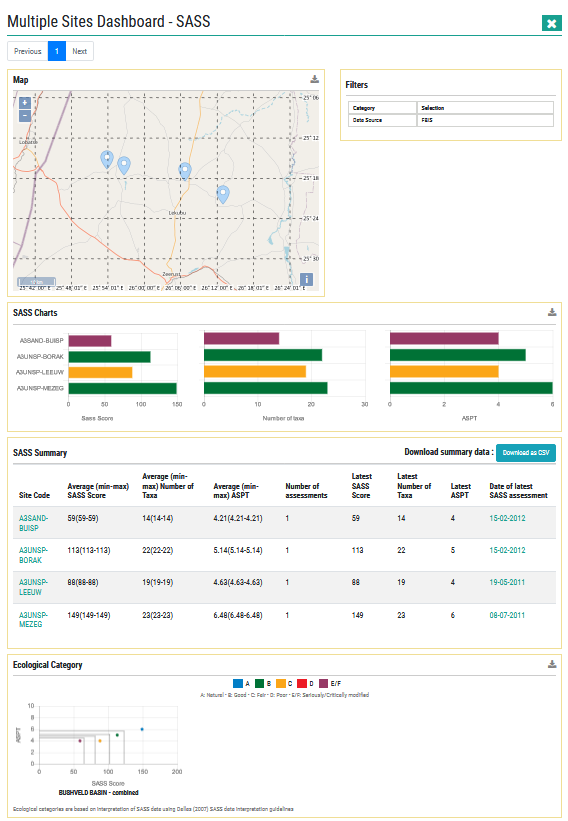 Multiple Sites Dashboard - SASS
Previous 1 Next
Map
+
−
Lobatse
Lekubu
Zeerust
25° 06
25° 12
25° 18
25° 24
25° 30
25° 42' 00" E 25° 48' 01" E 25° 54' 01" E 26° 00' 00" E 26° 06' 00" E 26° 12' 00" E 26° 18' 01" E 26° 24' 01" E
i
Filters
Category Selection
Data Source FBIS
SASS Charts
A3SAND-BUISP
A3UNSP-BORAK
A3UNSP-LEEUW
A3UNSP-MEZEG
0 50 100 150
Sass Score
0 10 20 30
Number of taxa
0 2 4 6
ASPT
SASS Summary
Download summary data :
Download as CSV
Site Code Average (min-max) SASS Score Average (min-max) Number of Taxa Average (min-max) ASPT Number of assessments Latest SASS Score Latest Number of Taxa Latest ASPT Date of latest SASS assessment
A3SAND-BUISP 59(59-59) 14(14-14) 4.21(4.21-4.21) 1 59 14 4 15-02-2012
A3UNSP-BORAK 113(113-113) 22(22-22) 5.14(5.14-5.14) 1 113 22 5 15-02-2012
A3UNSP-LEEUW 88(88-88) 19(19-19) 4.63(4.63-4.63) 1 88 19 4 19-05-2011
A3UNSP-MEZEG 149(149-149) 23(23-23) 6.48(6.48-6.48) 1 149 23 6 08-07-2011
Ecological Category
A B C D E/F
A: Natural - B: Good - C: Fair - D: Poor - E/F: Seriously/Critically modified
10
8
6
4
2
0
ASPT
0 50 100 150 200
SASS Score
BUSHVELD BASIN - combined
Ecological categories are based on interpretation of SASS data using Dallas (2007) SASS data interpretation guidelines